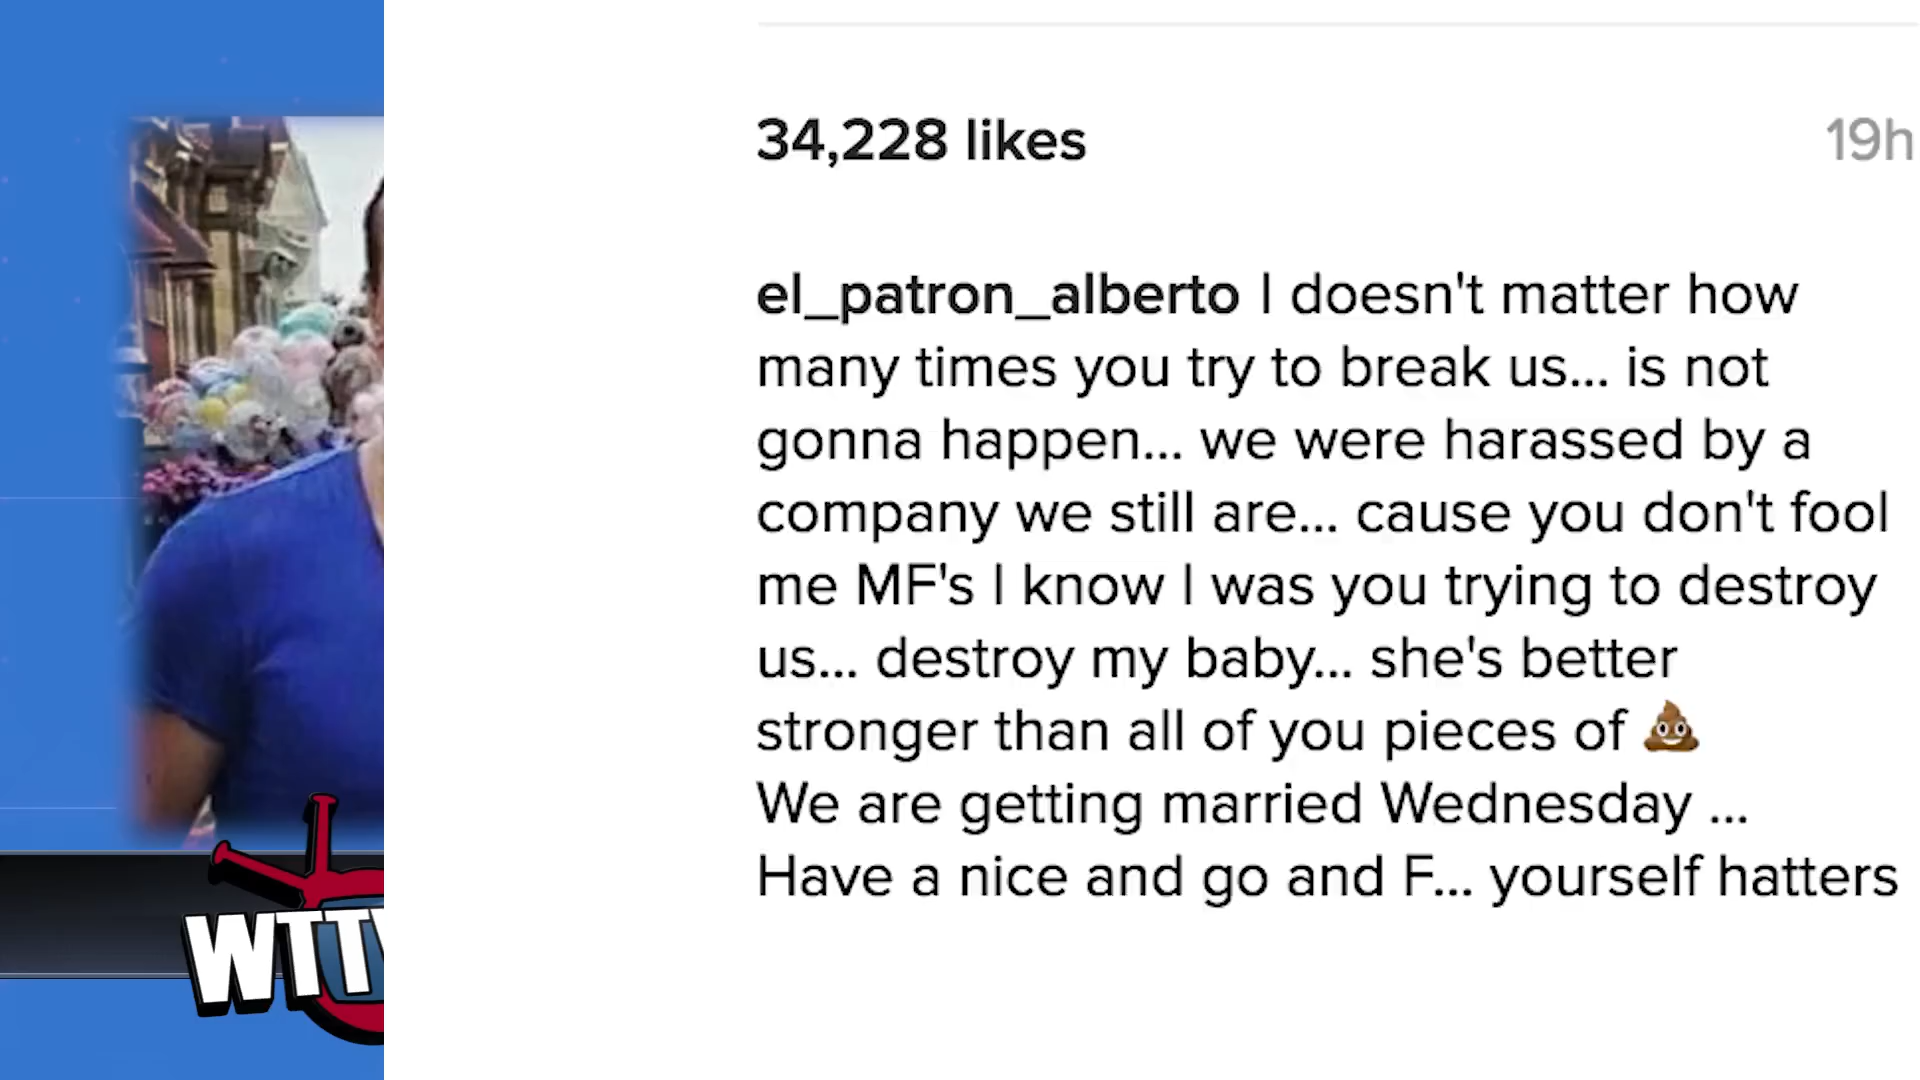 34,228 likes
19h
el_patron_alberto I doesn't matter how
many times you try to break us... is not
gonna happen... we were harassed by a
company we still are... cause you don't fool
me MF's I know I was you trying to destroy
us... destroy my baby... she's better
stronger than all of you pieces of 💩
We are getting married Wednesday ...
Have a nice and go and F... yourself hatters
WTT